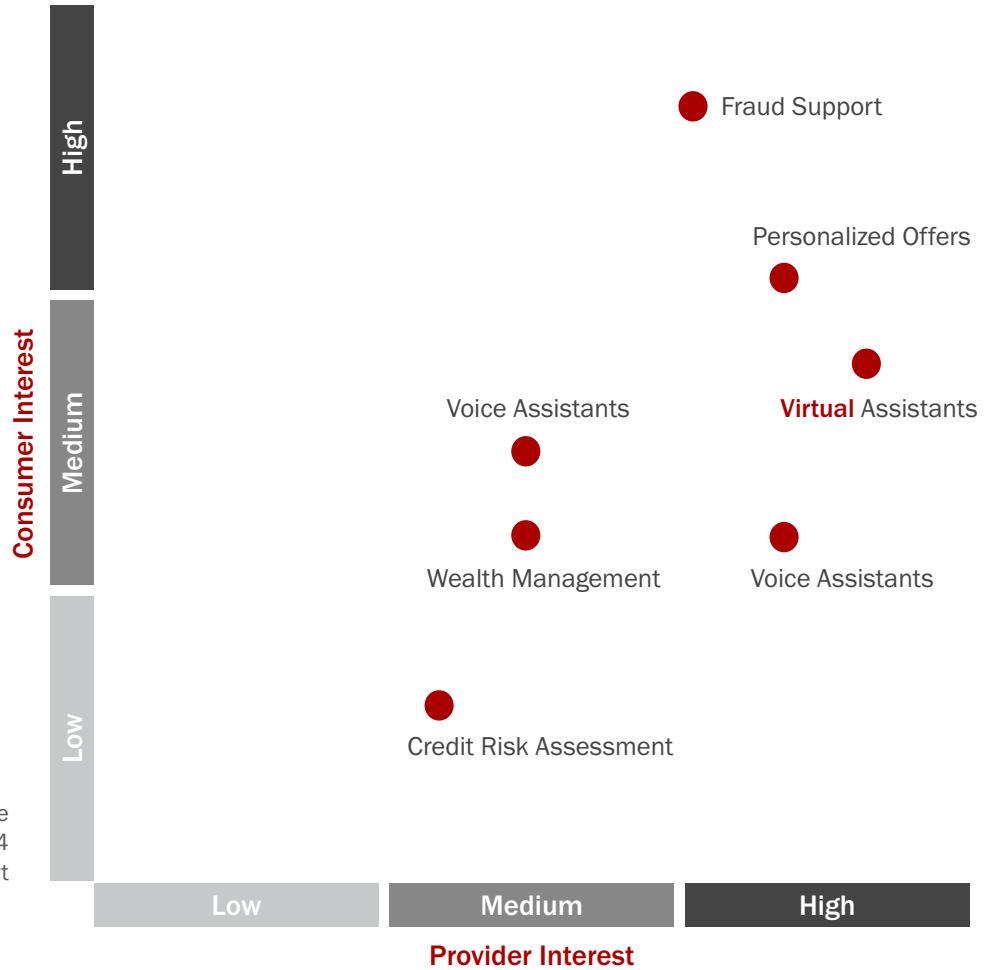 High
Fraud Support
Personalized Offers
Consumer Interest
Medium
Voice Assistants
Virtual Assistants
Wealth Management
Voice Assistants
Low
Credit Risk Assessment
e
4
t
Low
Medium
High
Provider Interest